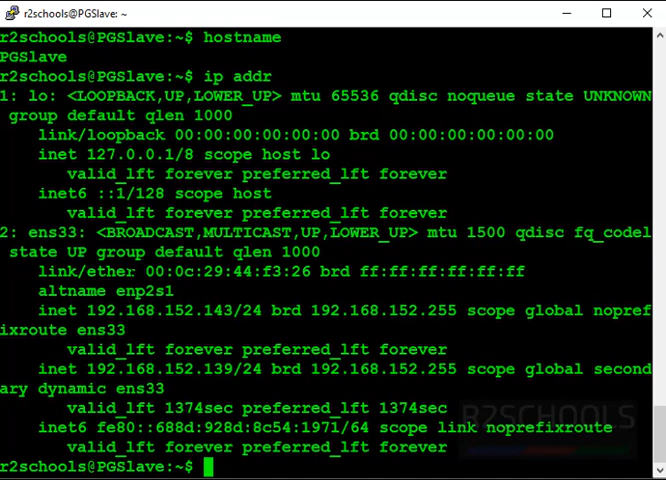 r2schools@PGSlave: ~
r2schools@PGSlave:~$ hostname
PGSlave
r2schools@PGSlave:~$ ip addr
1: lo: <LOOPBACK,UP,LOWER_UP> mtu 65536 qdisc noqueue state UNKNOWN
group default qlen 1000
link/loopback 00:00:00:00:00:00 brd 00:00:00:00:00:00
inet 127.0.0.1/8 scope host lo
valid_lft forever preferred_lft forever
inet6 ::1/128 scope host
valid_lft forever preferred_lft forever
2: ens33: <BROADCAST,MULTICAST,UP,LOWER_UP> mtu 1500 qdisc fq_codel
state UP group default qlen 1000
link/ether 00:0c:29:44:f3:26 brd ff:ff:ff:ff:ff:ff
altname enp2s1
inet 192.168.152.143/24 brd 192.168.152.255 scope global nopref
ixroute ens33
valid_lft forever preferred_lft forever
inet 192.168.152.139/24 brd 192.168.152.255 scope global second
ary dynamic ens33
valid_lft 1374sec preferred_lft 1374sec
inet6 fe80::688d:928d:8c54:1971/64 scope link noprefixroute
valid_lft forever preferred_lft forever
r2schools@PGSlave:~$
R2SCHOOLS